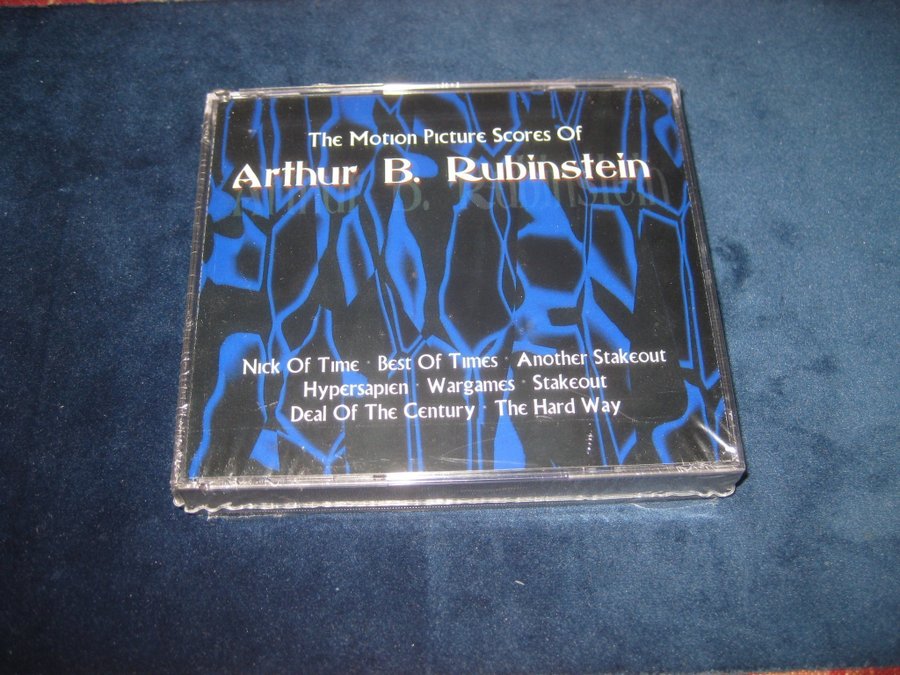 The Motion Picture Scores Of
Arthur B. Rubinstein
Nick Of Time · Best Of Times · Another Stakeout
Hypersapien · Wargames · Stakeout
Deal Of The Century · The Hard Way